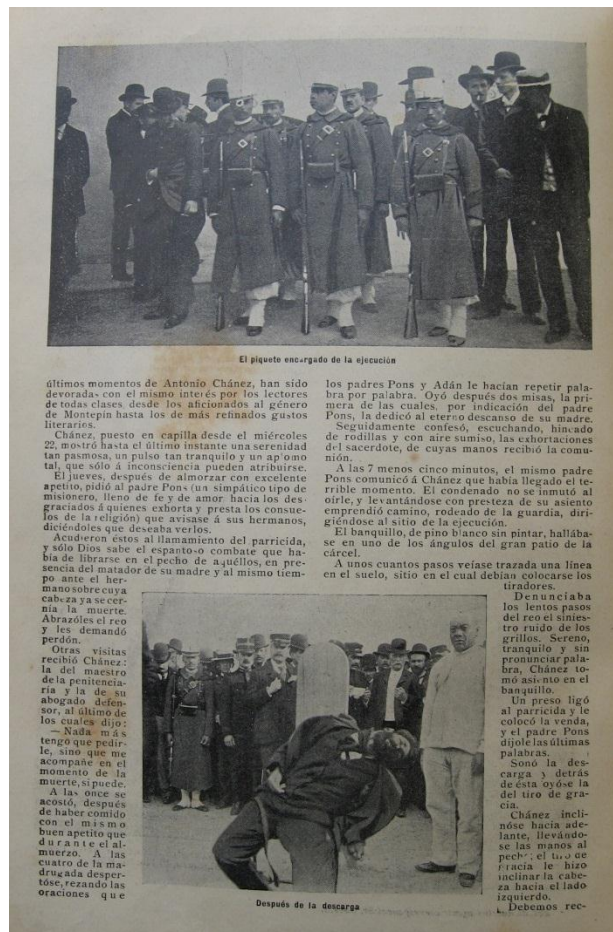 El piquete encargado de la ejecución
últimos momentos de Antonio Chánez, han sido
devoradas con el mismo interés por los lectores
de todas clases desde los aficionados al género
de Montepín hasta los de más refinados gustos
literarios.
Chánez, puesto en capilla desde el miércoles
22, mostró hasta el último instante una serenidad
tan pasmosa, un pulso tan tranquilo y un aplomo
tal, que sólo á inconsciencia pueden atribuirse.
El jueves, después de almorzar con excelente
apetito, pidió al padre Pons (un simpático tipo de
misionero, lleno de fe y de amor hacia los des-
graciados á quienes exhorta y presta los consue-
los de la religión) que avisase á sus hermanos,
diciéndoles que deseaba verlos.
Acudieron éstos al llamamiento del parricida,
y sólo Dios sabe el espantoso combate que ha-
bía de librarse en el pecho de aquéllos, en pre-
sencia del matador de su madre y al mismo tiem-
po ante el her-
mano sobre cuya
cabeza ya se cer-
nía la muerte.
Abrazóles el reo
y les demandó
perdón.
Otras visitas
recibió Chánez:
la del maestro
de la penitencia-
ría y la de su
abogado defen-
sor, al último de
los cuales dijo:
—Nada más
tengo que pedir-
le, sino que me
acompañe en el
momento de la
muerte, si puede.
A las once se
acostó, después
de haber comido
con el mismo
buen apetito que
durante el al-
muerzo. A las
cuatro de la ma-
drugada desper-
tóse, rezando las
oraciones que
los padres Pons y Adán le hacían repetir pala-
bra por palabra. Oyó después dos misas, la pri-
mera de las cuales, por indicación del padre
Pons, la dedicó al eterno descanso de su madre.
Seguidamente confesó, escuchando, hincado
de rodillas y con aire sumiso, las exhortaciones
del sacerdote, de cuyas manos recibió la comu-
nión.
A las 7 menos cinco minutos, el mismo padre
Pons comunicó á Chánez que había llegado el te-
rrible momento. El condenado no se inmutó al
oírle, y levantándose con presteza de su asiento
emprendió camino, rodeado de la guardia, diri-
giéndose al sitio de la ejecución.
El banquillo, de pino blanco sin pintar, hallába-
se en uno de los ángulos del gran patio de la
cárcel.
A unos cuantos pasos veíase trazada una línea
en el suelo, sitio en el cual debían colocarse los
tiradores.
Denunciaba
los lentos pasos
del reo el sinies-
tro ruido de los
grillos. Sereno,
tranquilo y sin
pronunciar pala-
bra, Chánez to-
mó asiento en el
banquillo.
Un preso ligó
al parricida y le
colocó la venda,
y el padre Pons
díjole las últimas
palabras.
Sonó la des-
carga y detrás
de ésta oyóse la
del tiro de gra-
cia.
Chánez incli-
nóse hacia ade-
lante, llevándo-
se las manos al
pecho; el tiro de
gracia le hizo
inclinar la cabe-
za hacia el lado
izquierdo.
Debemos rec-
Después de la descarga